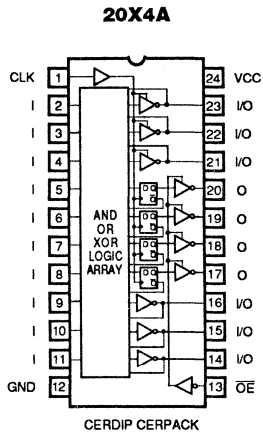 20X4A
CLK 1 24 VCC
I 2 23 I/O
I 3 22 I/O
I 4 21 I/O
I 5 20 O
I 6 19 O
I 7 18 O
I 8 17 O
AND
OR
XOR
LOGIC
ARRAY
I 9 16 I/O
I 10 15 I/O
I 11 14 I/O
GND 12 13 OE
CERDIP CERPACK